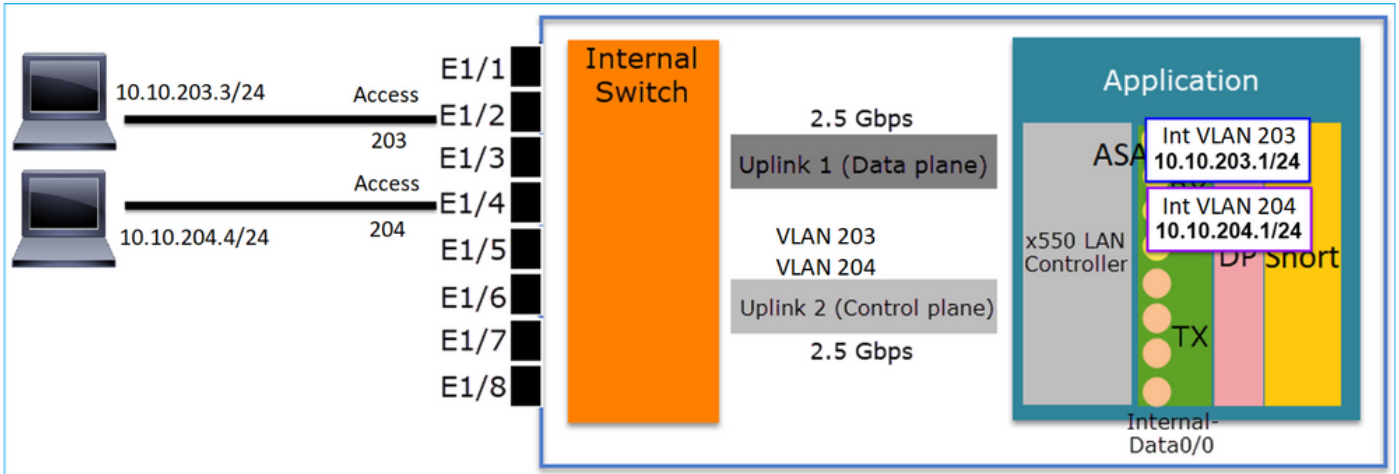 10.10.203.3/24
Access
203
10.10.204.4/24
Access
204
E1/1
E1/2
E1/3
E1/4
E1/5
E1/6
E1/7
E1/8
Internal
Switch
2.5 Gbps
Uplink 1 (Data plane)
VLAN 203
VLAN 204
Uplink 2 (Control plane)
2.5 Gbps
Application
x550 LAN
Controller
ASA
Int VLAN 203
10.10.203.1/24
Int VLAN 204
10.10.204.1/24
DP
Snort
TX
Internal-
Data0/0